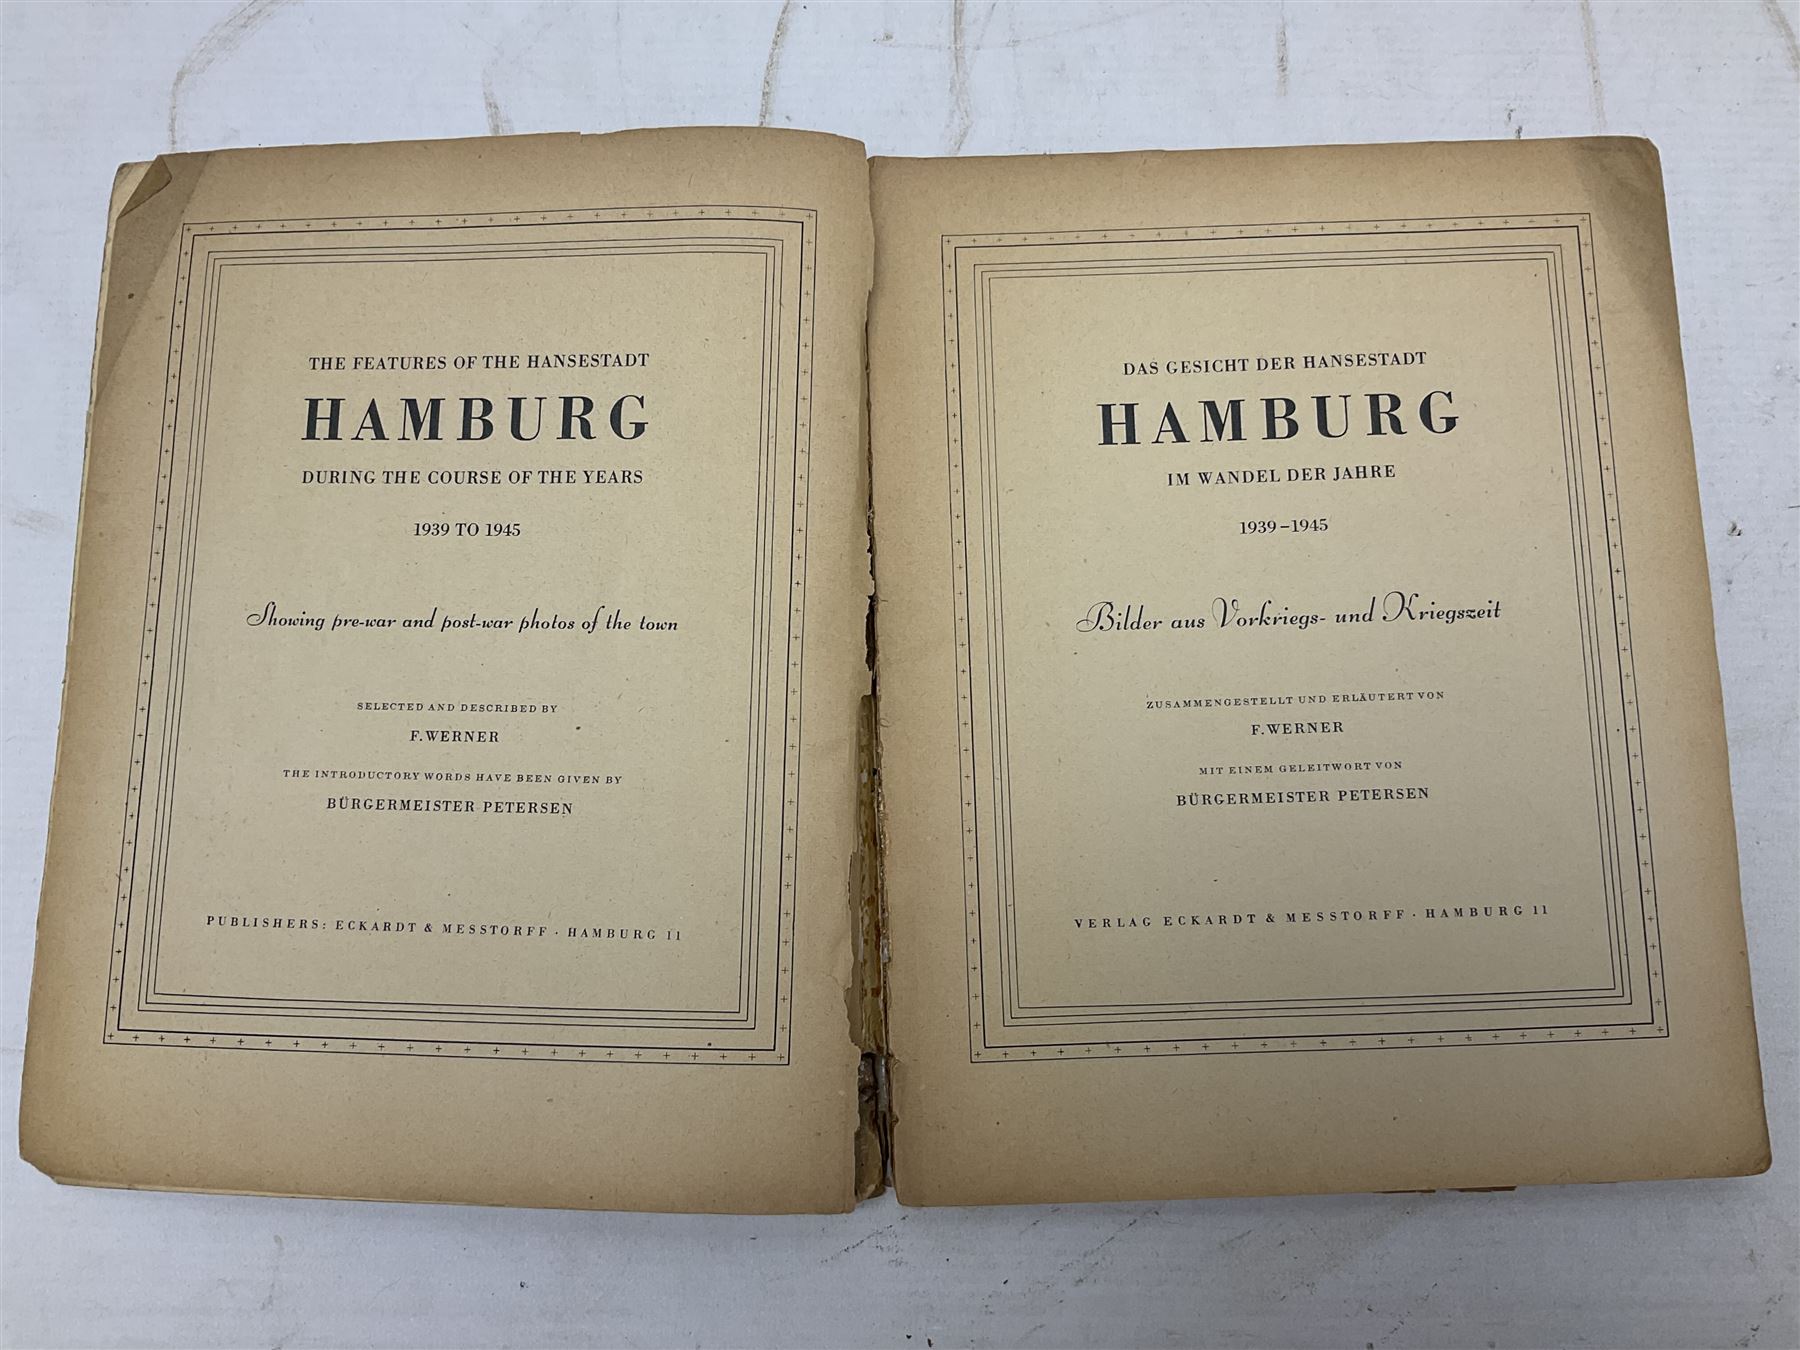 THE FEATURES OF THE HANSESTADT
HAMBURG
DURING THE COURSE OF THE YEARS
1939 TO 1945
Showing pre-war and post-war photos of the town
SELECTED AND DESCRIBED BY
F. WERNER
THE INTRODUCTORY WORDS HAVE BEEN GIVEN BY
BÜRGERMEISTER PETERSEN
PUBLISHERS: ECKARDT & MESSTORFF · HAMBURG 11
DAS GESICHT DER HANSESTADT
HAMBURG
IM WANDEL DER JAHRE
1939–1945
Bilder aus Vorkriegs- und Kriegszeit
ZUSAMMENGESTELLT UND ERLÄUTERT VON
F. WERNER
MIT EINEM GELEITWORT VON
BÜRGERMEISTER PETERSEN
VERLAG ECKARDT & MESSTORFF · HAMBURG 11